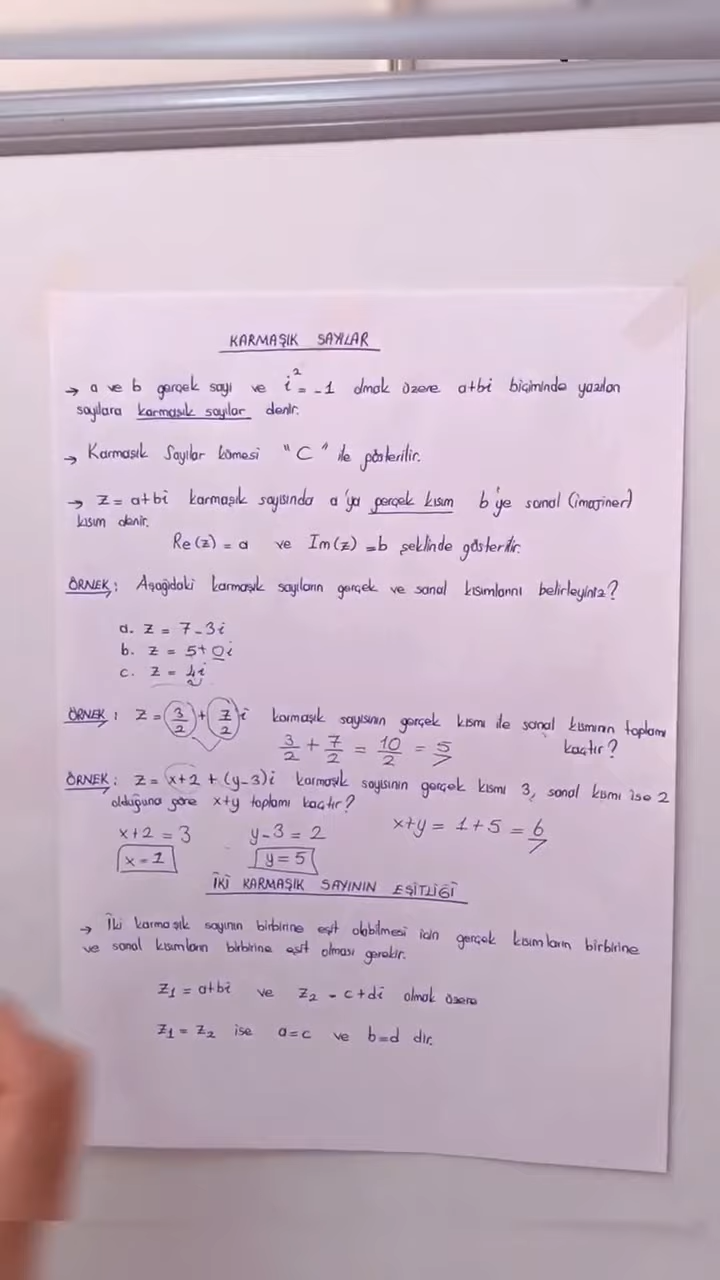 KARMAŞIK SAYILAR
→ a ve b gerçek sayı ve i² = -1 olmak üzere a+bi biçiminde yazılan
sayılara karmaşık sayılar denir.
→ Karmaşık Sayılar kümesi "C" ile gösterilir.
→ z = a+bi karmaşık sayısında a'ya gerçek kısım b'ye sanal (imajiner)
kısım denir.
Re(z) = a ve Im(z) = b şeklinde gösterilir.
ÖRNEK: Aşağıdaki karmaşık sayıların gerçek ve sanal kısımlarını belirleyiniz?
a. z = 7-3i
b. z = 5+0i
c. z = 4i
ÖRNEK: z = 3/2 + 7/2 i karmaşık sayısının gerçek kısmı ile sanal kısmının toplamı
kaçtır?
3/2 + 7/2 = 10/2 = 5
ÖRNEK: z = x+2 + (y-3)i karmaşık sayısının gerçek kısmı 3, sanal kısmı ise 2
olduğuna göre x+y toplamı kaçtır?
x+2 = 3 y-3 = 2 x+y = 1+5 = 6
x = 1 y = 5
İKİ KARMAŞIK SAYININ EŞİTLİĞİ
→ İki karmaşık sayının birbirine eşit olabilmesi için gerçek kısımların birbirine
ve sanal kısımların birbirine eşit olması gerekir.
z₁ = a+bi ve z₂ = c+di olmak üzere
z₁ = z₂ ise a=c ve b=d dir.